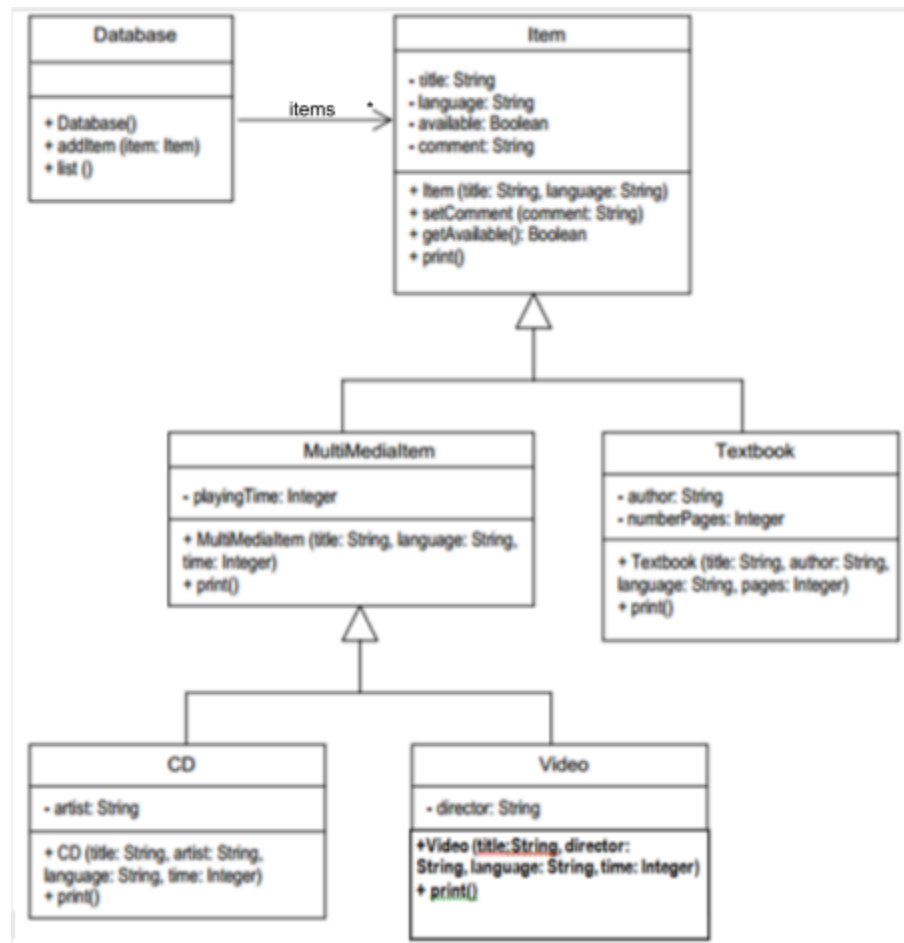 Database
+ Database()
+ addItem (item: Item)
+ list ()
items *
Item
- title: String
- language: String
- available: Boolean
- comment: String
+ Item (title: String, language: String)
+ setComment (comment: String)
+ getAvailable(): Boolean
+ print()
MultiMediaItem
- playingTime: Integer
+ MultiMediaItem (title: String, language: String,
time: Integer)
+ print()
Textbook
- author: String
- numberPages: Integer
+ Textbook (title: String, author: String,
language: String, pages: Integer)
+ print()
CD
- artist: String
+ CD (title: String, artist: String,
language: String, time: Integer)
+ print()
Video
- director: String
+Video (title:String, director:
String, language: String, time: Integer)
+ print()